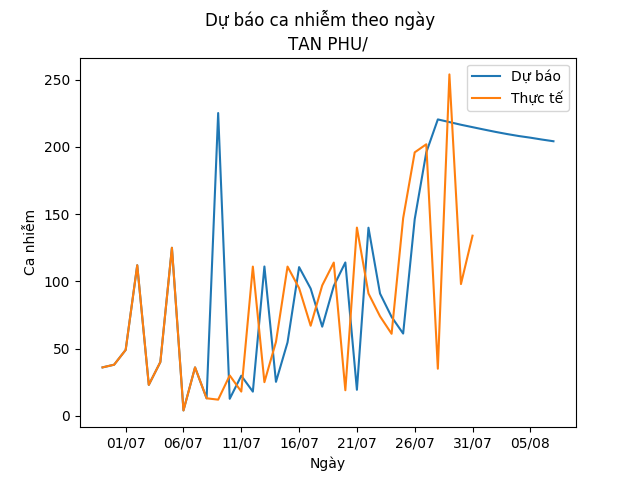 Dự báo ca nhiễm theo ngày
TAN PHU/
Dự báo
Thực tế
250
200
150
100
50
0
Ca nhiễm
01/07 06/07 11/07 16/07 21/07 26/07 31/07 05/08
Ngày